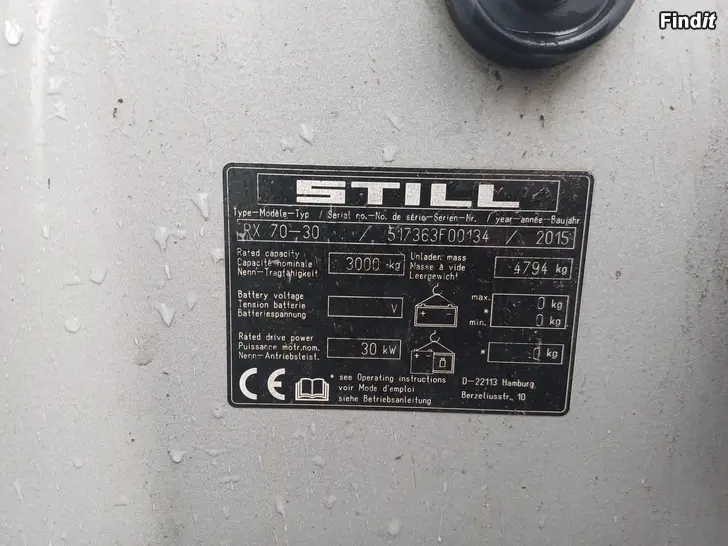 Findit
STILL
Type-Modèle-Typ / Serial no.-No. de série-Serien-Nr. / year-année-Baujahr
RX 70-30 / 517363F00134 / 2015
Rated capacity
Capacité nominale
Nenn-Tragfähigkeit
3000 kg
Unladen mass
Masse à vide
Leergewicht
4794 kg
Battery voltage
Tension batterie
Batteriespannung
V
+ -
max. 0 kg
*
min. 0 kg
Rated drive power
Puissance motr.nom.
Nenn-Antriebsleist.
30 kW
+ -
* 0 kg
CE
* see Operating instructions
voir Mode d'emploi
siehe Betriebsanleitung
D-22113 Hamburg
Berzeliusstr. 10